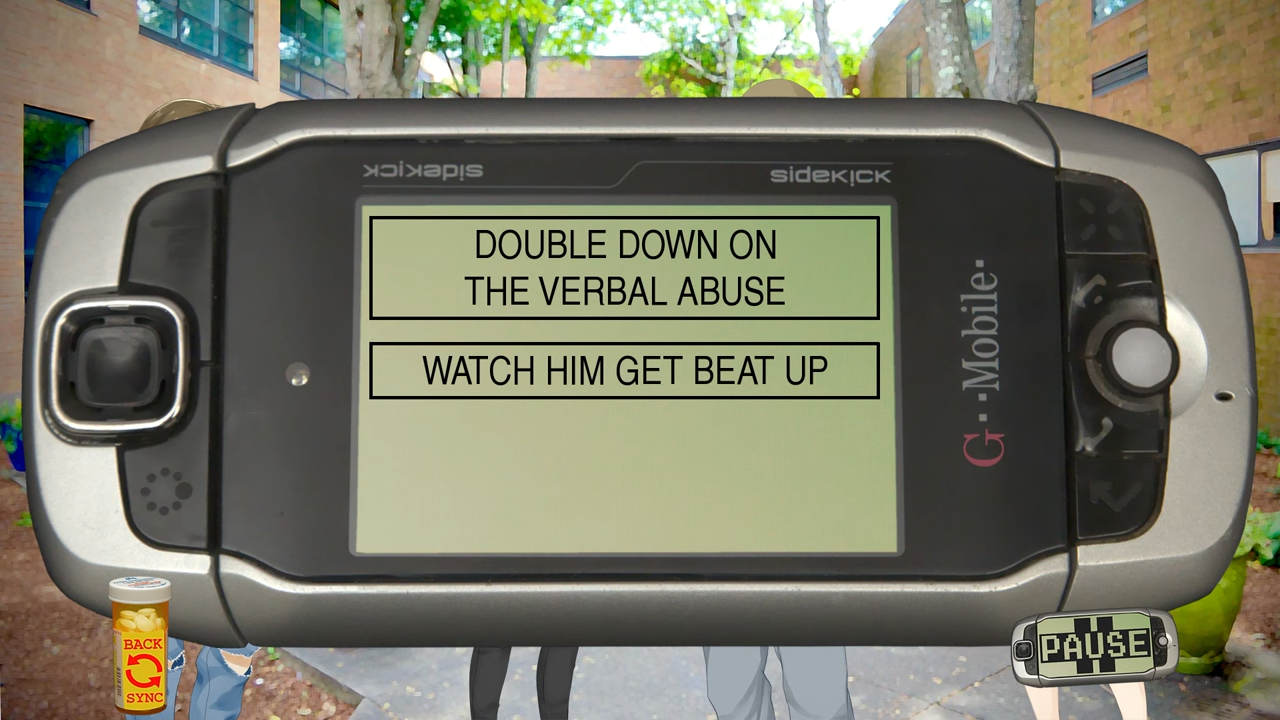 sidekick
sidekick
DOUBLE DOWN ON
THE VERBAL ABUSE
WATCH HIM GET BEAT UP
G··Mobile·
BACK
SYNC
PAUSE